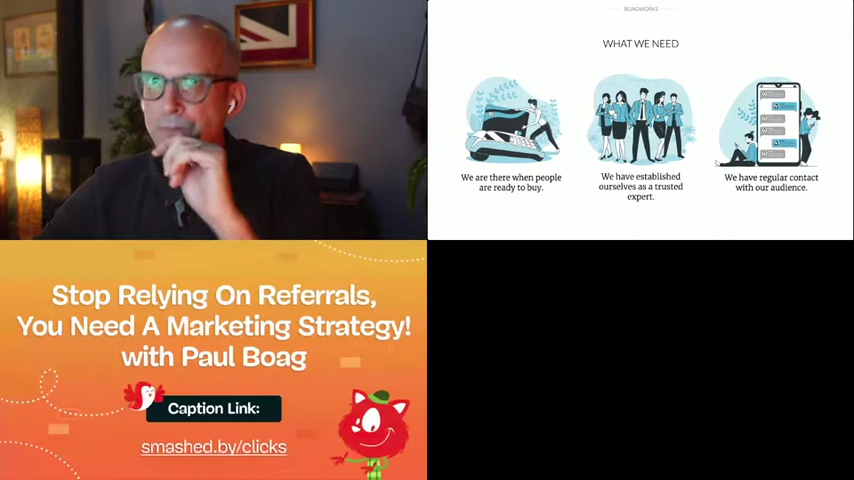 BOAGWORKS
WHAT WE NEED
We are there when people
are ready to buy.
We have established
ourselves as a trusted
expert.
We have regular contact
with our audience.
Stop Relying On Referrals,
You Need A Marketing Strategy!
with Paul Boag
Caption Link:
smashed.by/clicks